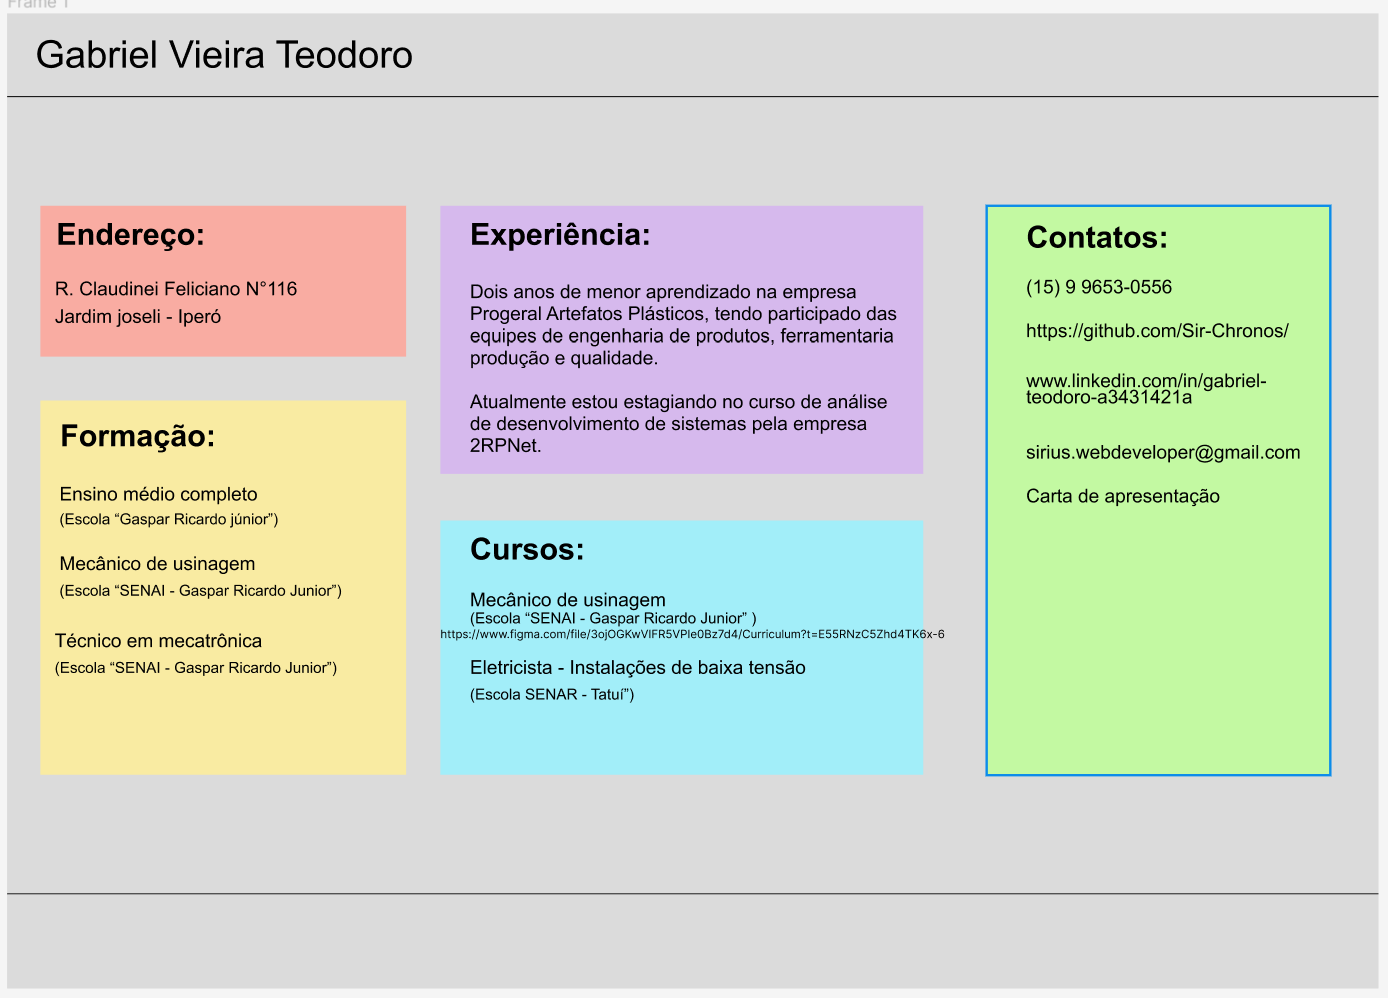 Frame 1
Gabriel Vieira Teodoro
Endereço:
R. Claudinei Feliciano N°116
Jardim joseli - Iperó
Formação:
Ensino médio completo
(Escola “Gaspar Ricardo júnior”)
Mecânico de usinagem
(Escola “SENAI - Gaspar Ricardo Junior”)
Técnico em mecatrônica
(Escola “SENAI - Gaspar Ricardo Junior”)
Experiência:
Dois anos de menor aprendizado na empresa
Progeral Artefatos Plásticos, tendo participado das
equipes de engenharia de produtos, ferramentaria
produção e qualidade.
Atualmente estou estagiando no curso de análise
de desenvolvimento de sistemas pela empresa
2RPNet.
Cursos:
Mecânico de usinagem
(Escola “SENAI - Gaspar Ricardo Junior” )
https://www.figma.com/file/3ojOGKwVIFR5VPIe0Bz7d4/Curriculum?t=E55RNzC5Zhd4TK6x-6
Eletricista - Instalações de baixa tensão
(Escola SENAR - Tatuí”)
Contatos:
(15) 9 9653-0556
https://github.com/Sir-Chronos/
www.linkedin.com/in/gabriel-
teodoro-a3431421a
sirius.webdeveloper@gmail.com
Carta de apresentação